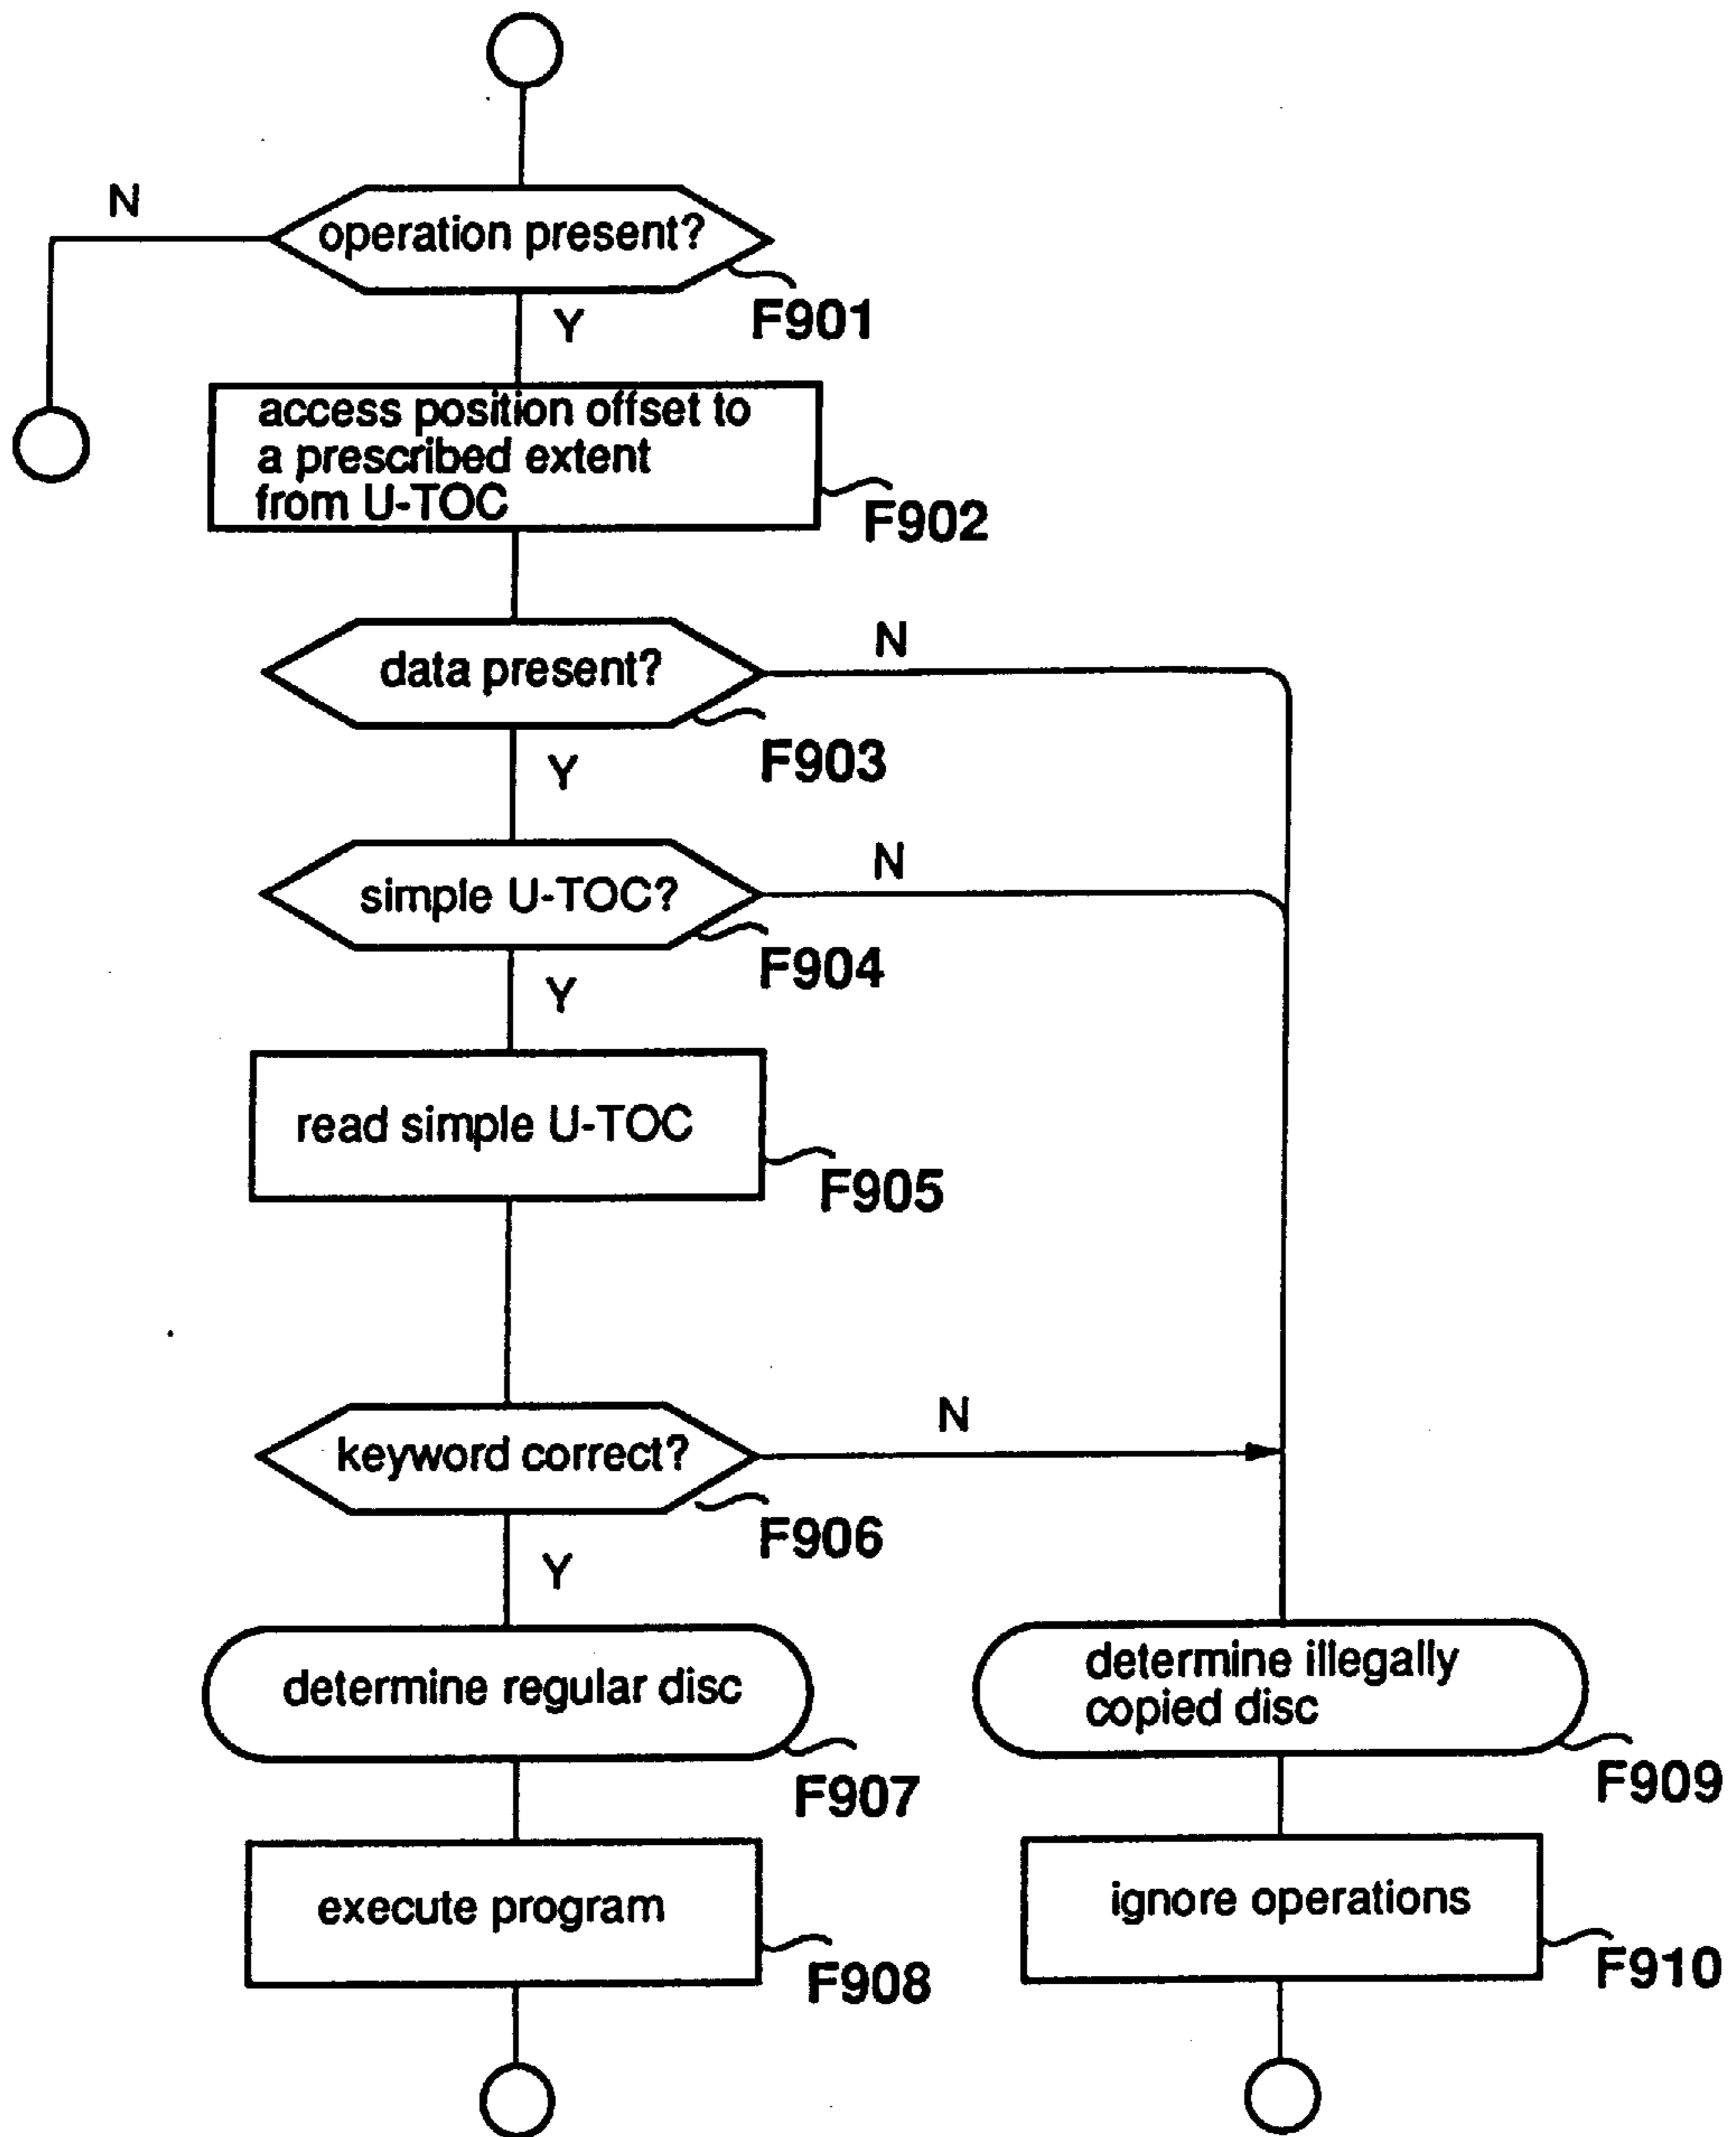 N
operation present?
F901
Y
access position offset to
a prescribed extent
from U-TOC
F902
data present?
N
F903
Y
simple U-TOC?
N
F904
Y
read simple U-TOC
F905
keyword correct?
N
F906
Y
determine regular disc
F907
determine illegally
copied disc
F909
execute program
F908
ignore operations
F910